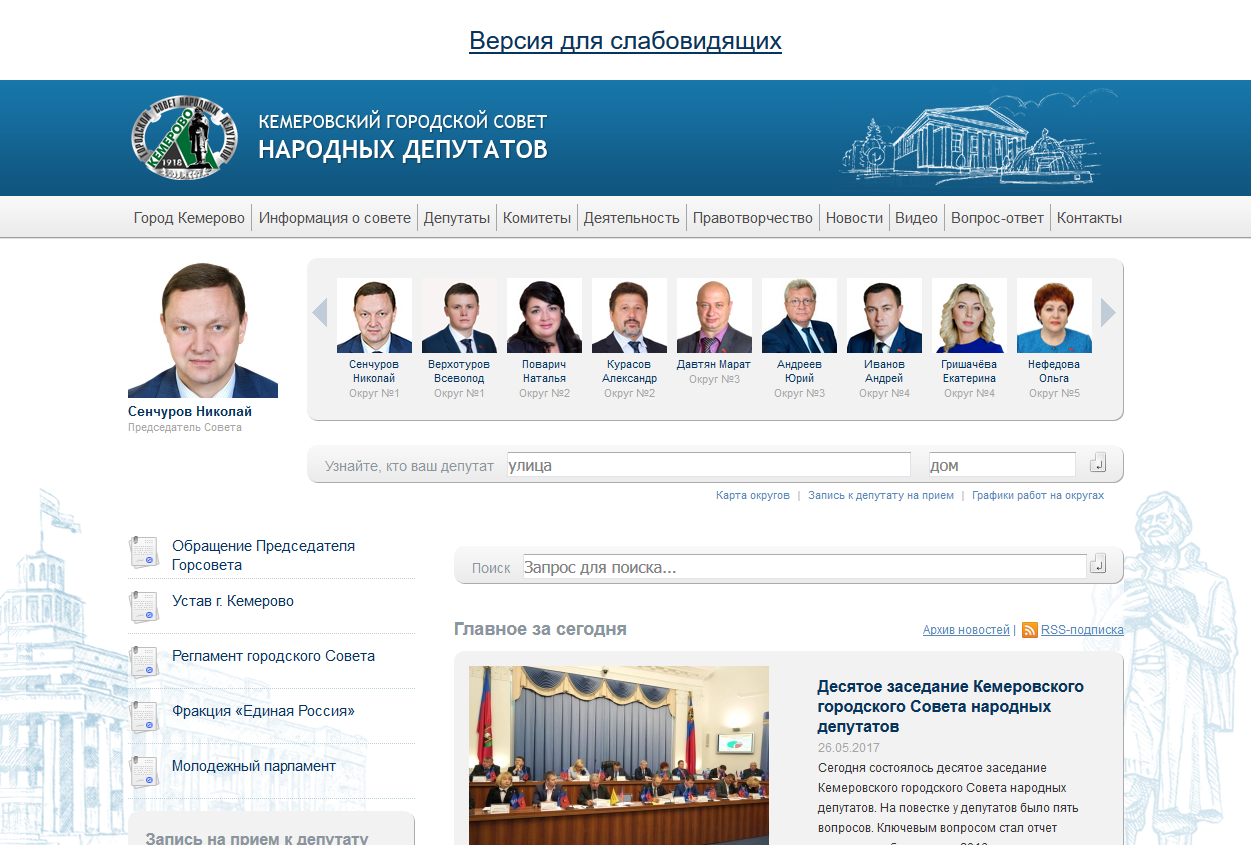 Версия для слабовидящих
ГОРОДСКОЙ СОВЕТ НАРОДНЫХ ДЕПУТАТОВ
КЕМЕРОВО
1918
КЕМЕРОВСКИЙ ГОРОДСКОЙ СОВЕТ
НАРОДНЫХ ДЕПУТАТОВ
Город Кемерово Информация о совете Депутаты Комитеты Деятельность Правотворчество Новости Видео Вопрос-ответ Контакты
Сенчуров Николай
Председатель Совета
Сенчуров
Николай
Округ №1
Верхотуров
Всеволод
Округ №1
Поварич
Наталья
Округ №2
Курасов
Александр
Округ №2
Давтян Марат
Округ №3
Андреев
Юрий
Округ №3
Иванов
Андрей
Округ №4
Гришачёва
Екатерина
Округ №4
Нефедова
Ольга
Округ №5
Узнайте, кто ваш депутат улица дом
Карта округов | Запись к депутату на прием | Графики работ на округах
Обращение Председателя
Горсовета
Устав г. Кемерово
Регламент городского Совета
Фракция «Единая Россия»
Молодежный парламент
Запись на прием к депутату
Поиск Запрос для поиска...
Главное за сегодня
Архив новостей | RSS-подписка
Десятое заседание Кемеровского
городского Совета народных
депутатов
26.05.2017
Сегодня состоялось десятое заседание
Кемеровского городского Совета народных
депутатов. На повестке у депутатов было пять
вопросов. Ключевым вопросом стал отчет